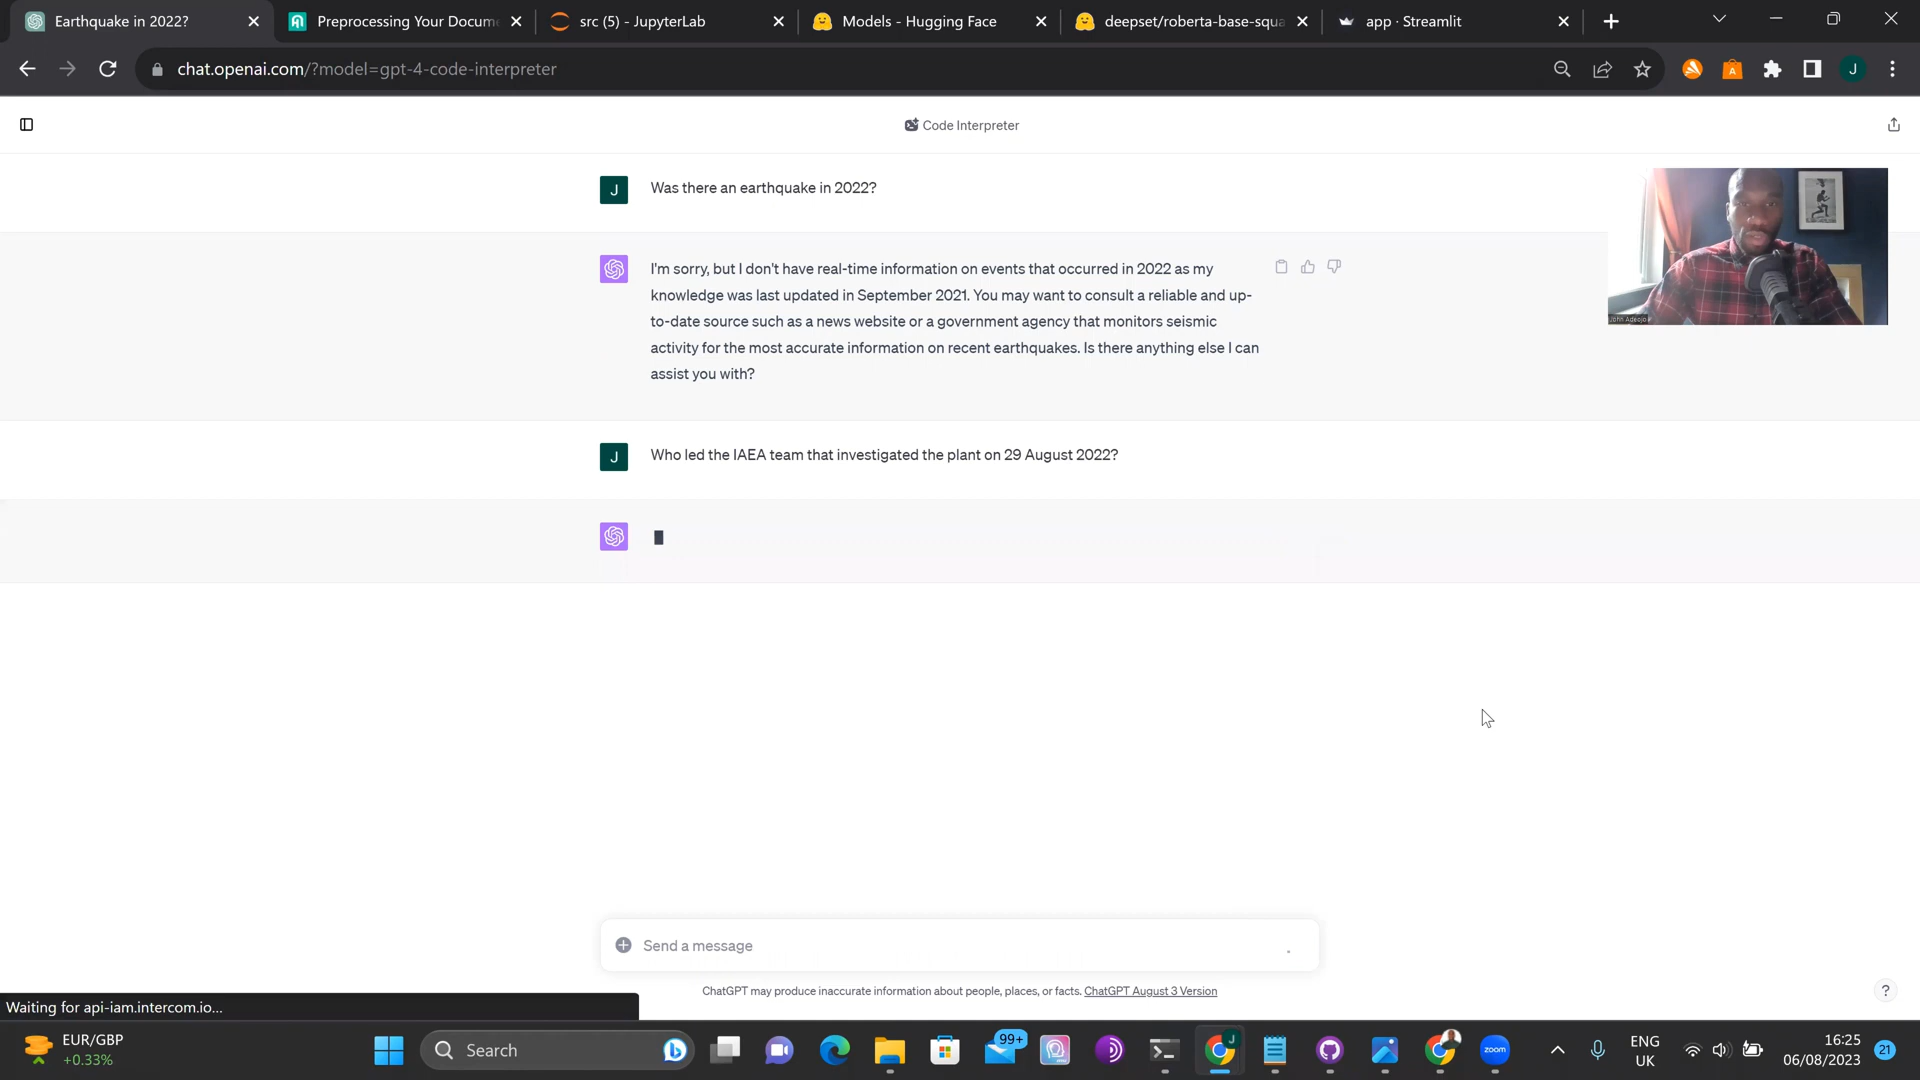 Earthquake in 2022?
Preprocessing Your Docume
src (5) - JupyterLab
Models - Hugging Face
deepset/roberta-base-squa
app · Streamlit
chat.openai.com/?model=gpt-4-code-interpreter
J
Code Interpreter
J
Was there an earthquake in 2022?
I'm sorry, but I don't have real-time information on events that occurred in 2022 as my
knowledge was last updated in September 2021. You may want to consult a reliable and up-
to-date source such as a news website or a government agency that monitors seismic
activity for the most accurate information on recent earthquakes. Is there anything else I can
assist you with?
John Adeojo
J
Who led the IAEA team that investigated the plant on 29 August 2022?
Send a message
ChatGPT may produce inaccurate information about people, places, or facts. ChatGPT August 3 Version
?
Waiting for api-iam.intercom.io...
EUR/GBP
+0.33%
Search
99+
J
zoom
ENG
UK
16:25
06/08/2023
21